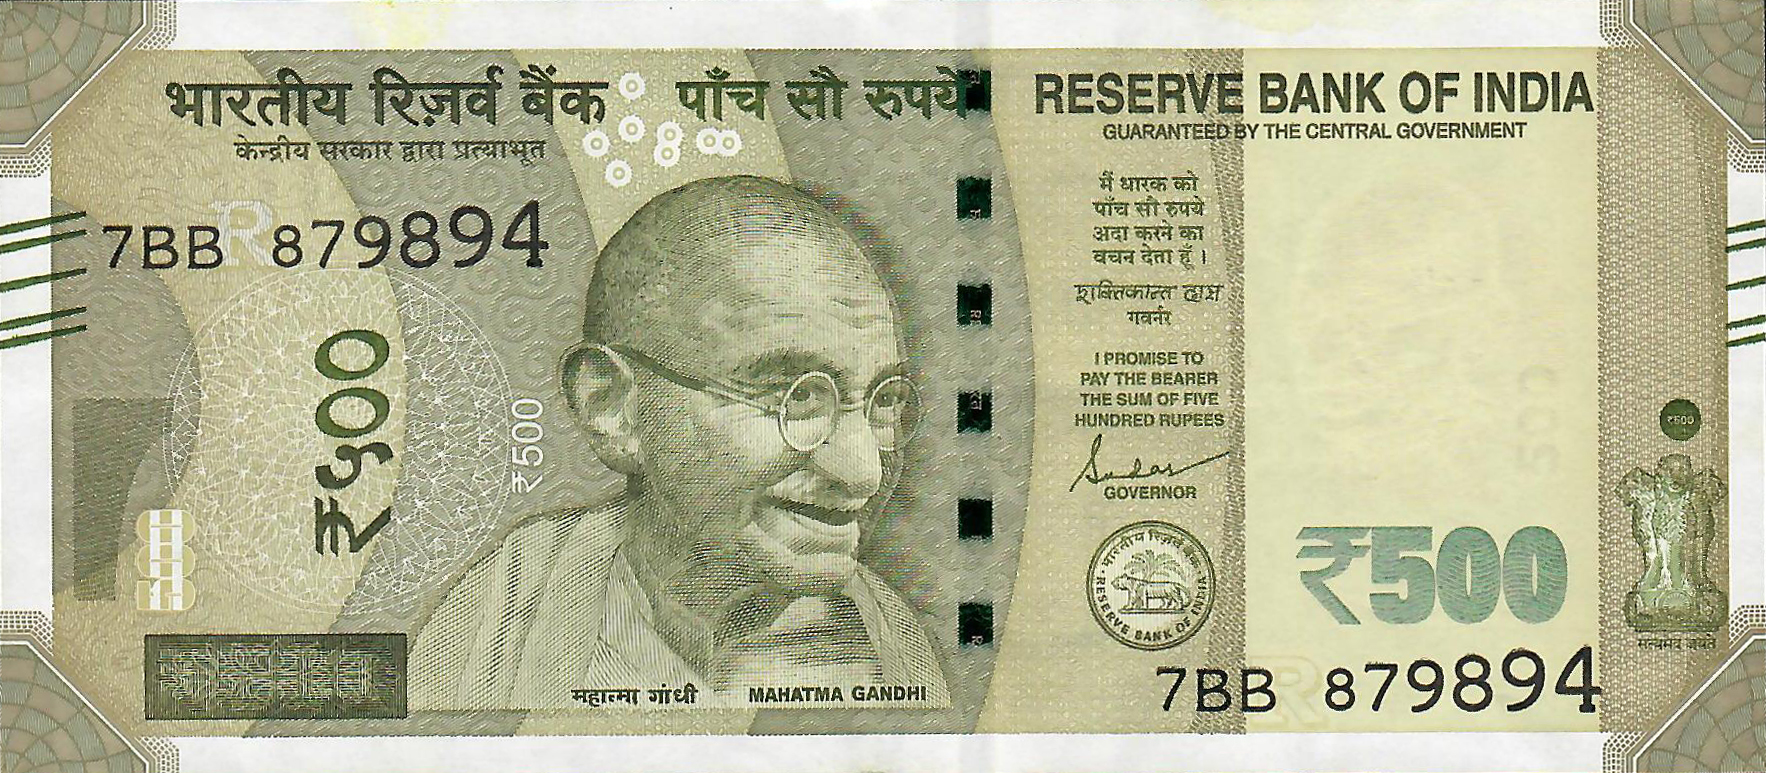 भारतीय रिज़र्व बैंक
केन्द्रीय सरकार द्वारा प्रत्याभूत
पाँच सौ रुपये
RESERVE BANK OF INDIA
GUARANTEED BY THE CENTRAL GOVERNMENT
7BB 879894
₹५००
₹500
मैं धारक को
पाँच सौ रुपये
अदा करने का
वचन देता हूँ ।
शक्तिकान्त दास
गवर्नर
I PROMISE TO
PAY THE BEARER
THE SUM OF FIVE
HUNDRED RUPEES
GOVERNOR
भारतीय रिज़र्व बैंक
RESERVE BANK OF INDIA
₹500
₹500
सत्यमेव जयते
महात्मा गांधी
MAHATMA GANDHI
7BB 879894